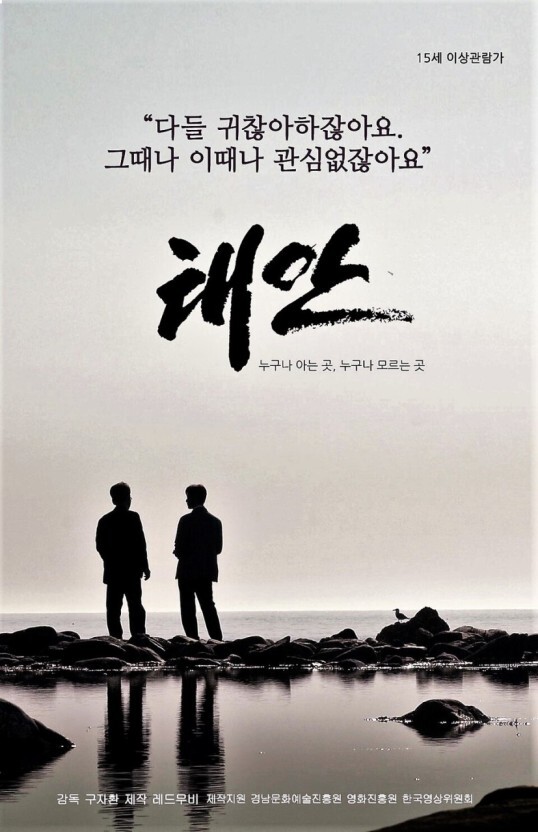 15세 이상관람가
“다들 귀찮아하잖아요.
그때나 이때나 관심없잖아요”
태안
누구나 아는 곳, 누구나 모르는 곳
감독 구자환 제작 레드무비 제작지원 경남문화예술진흥원 영화진흥원 한국영상위원회